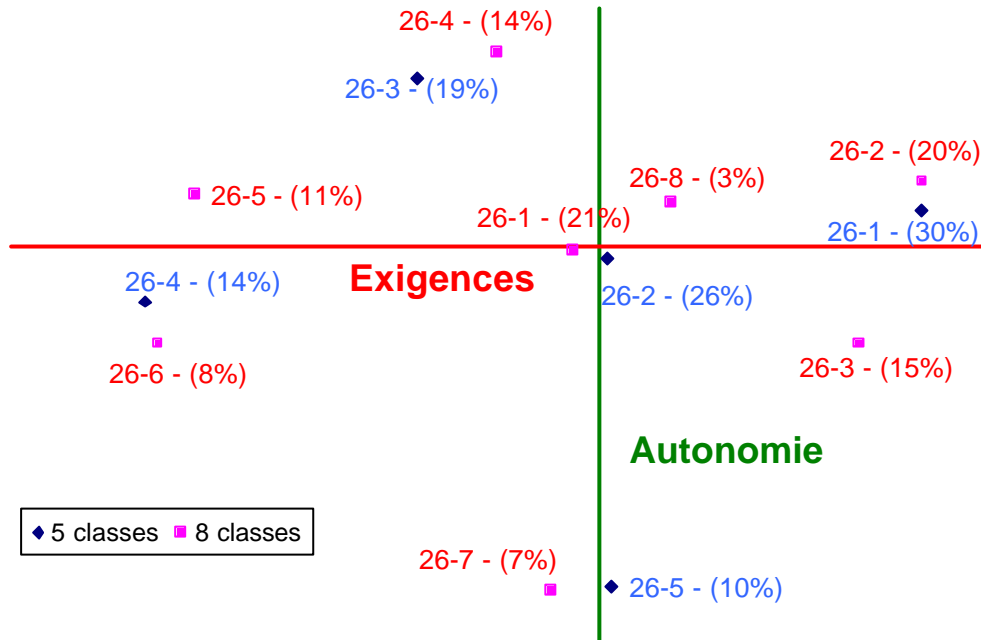 26-4 - (14%)
26-3 - (19%)
26-2 - (20%)
26-8 - (3%)
26-5 - (11%)
26-1 - (21%)
26-1 - (30%)
Exigences
26-4 - (14%)
26-2 - (26%)
26-6 - (8%)
26-3 - (15%)
Autonomie
5 classes
8 classes
26-7 - (7%)
26-5 - (10%)